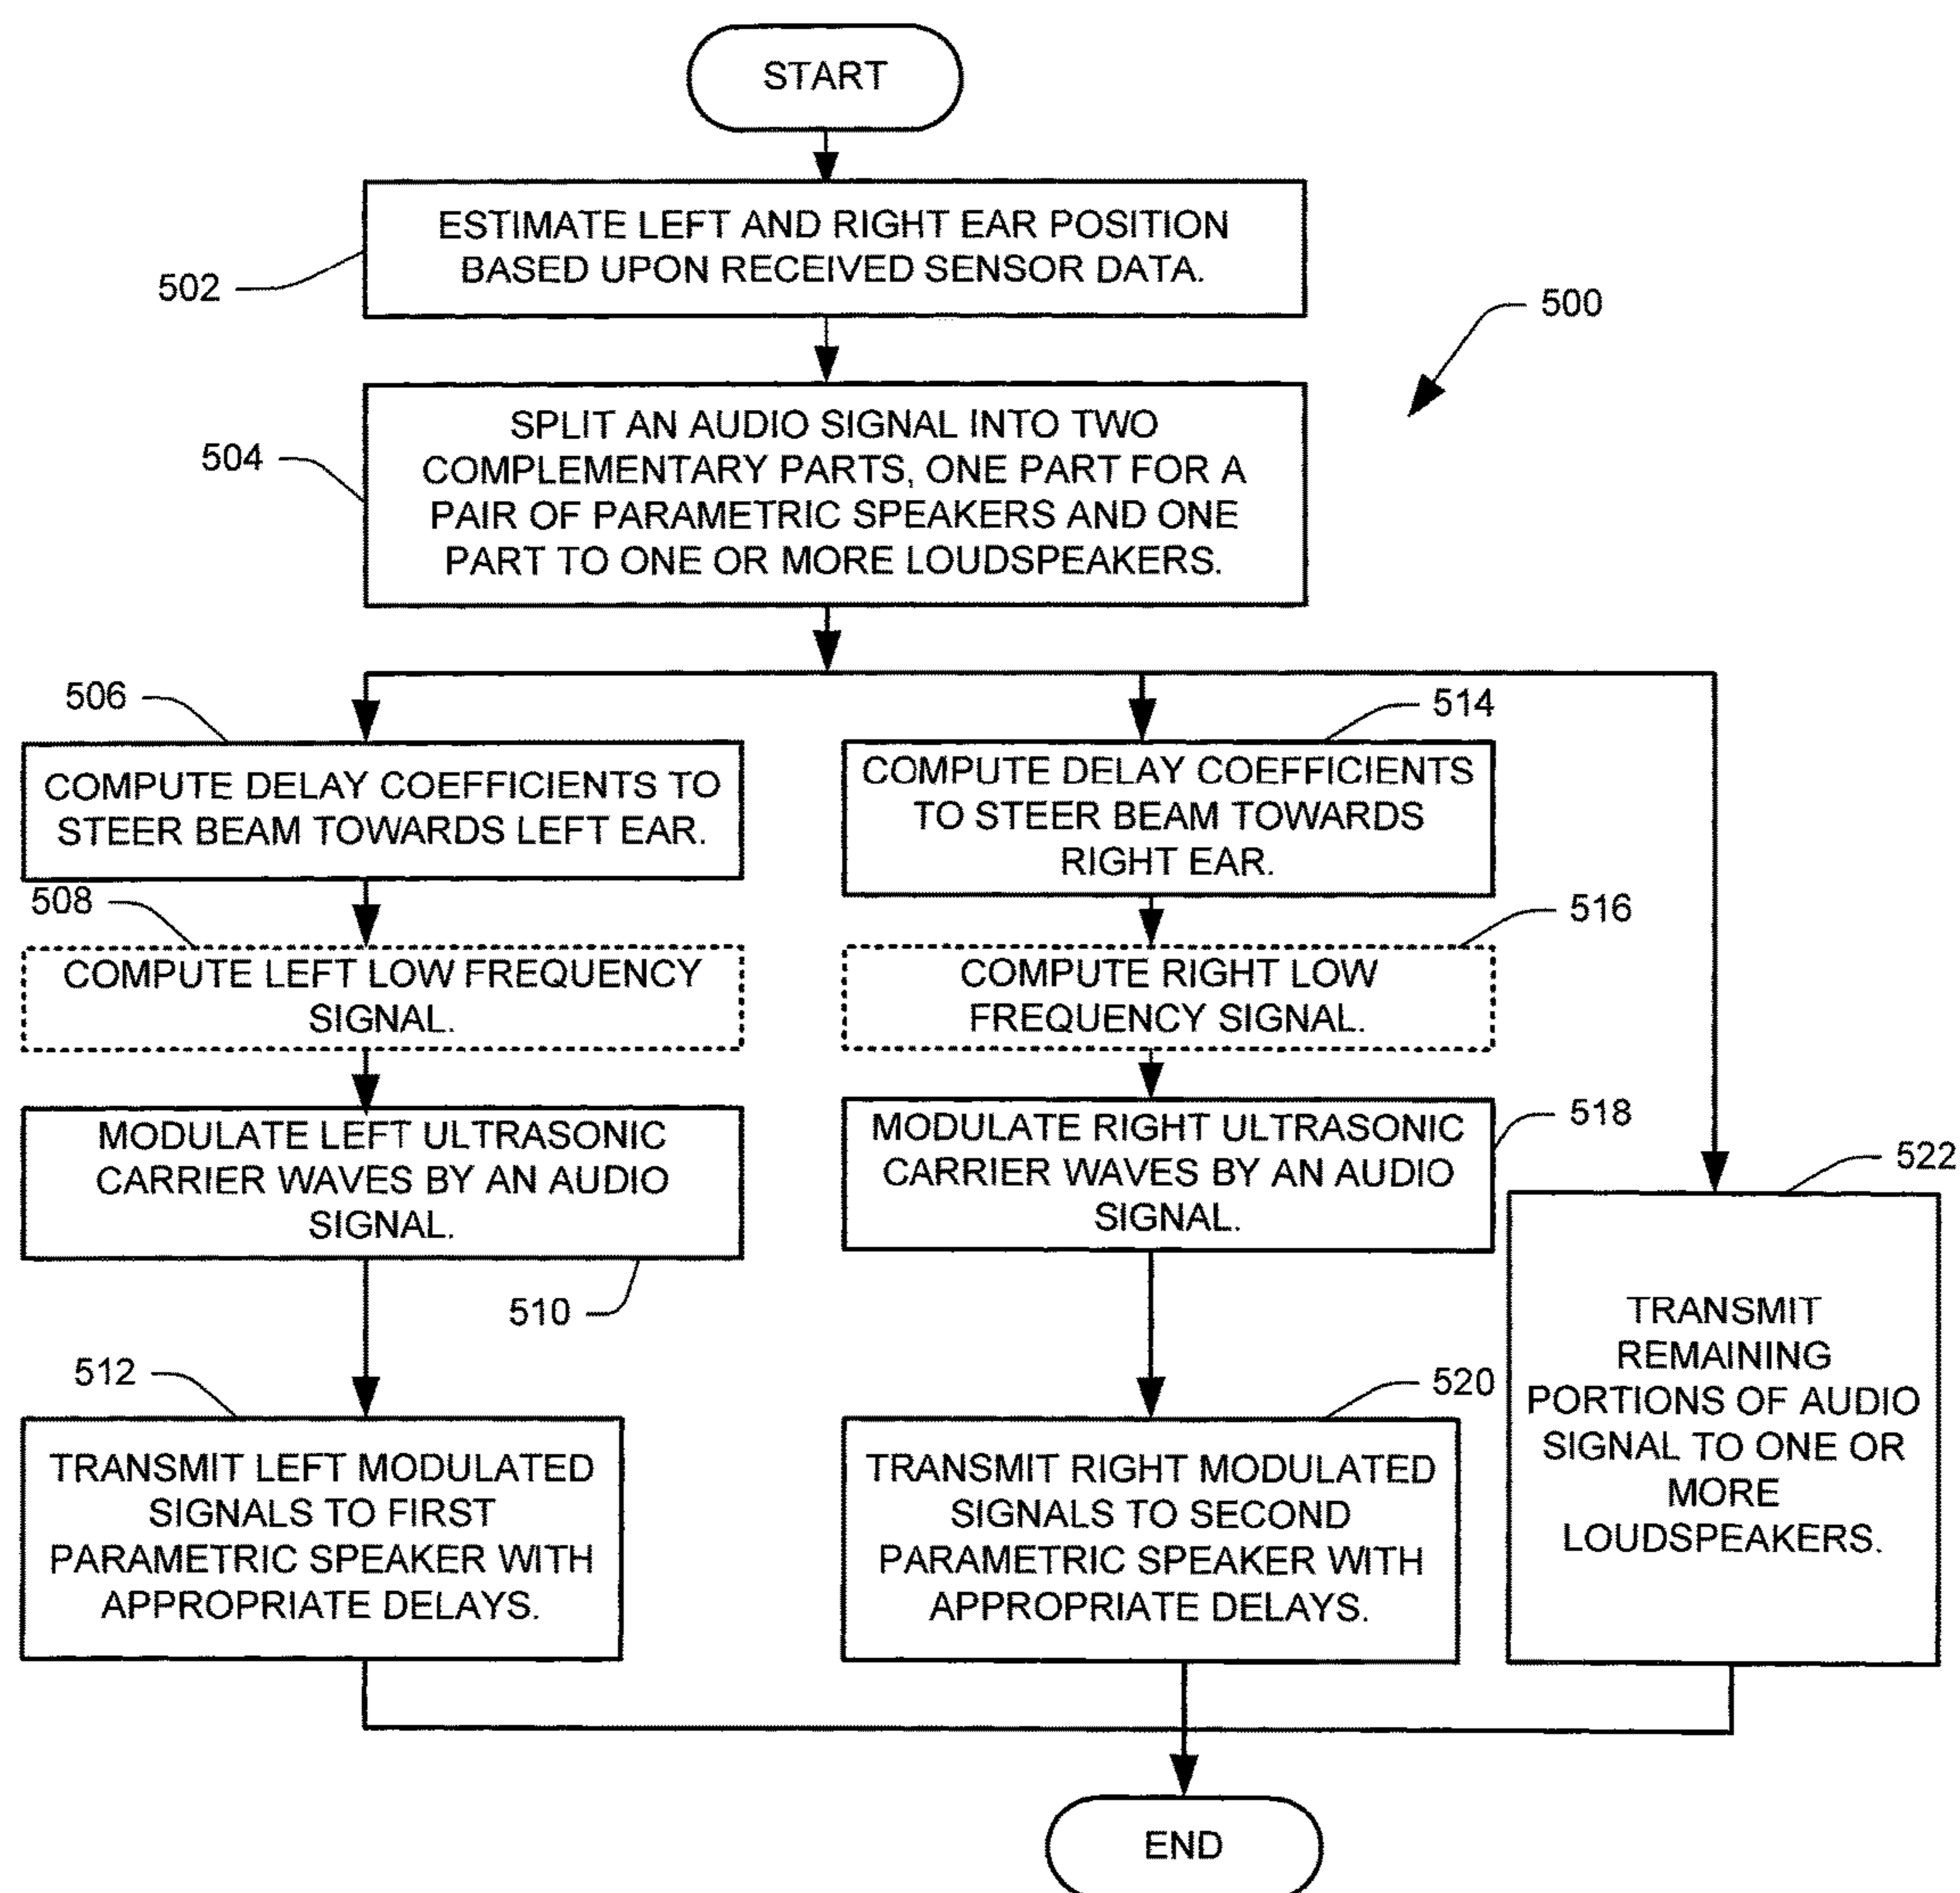 START
ESTIMATE LEFT AND RIGHT EAR POSITION
BASED UPON RECEIVED SENSOR DATA.
502
500
SPLIT AN AUDIO SIGNAL INTO TWO
COMPLEMENTARY PARTS, ONE PART FOR A
PAIR OF PARAMETRIC SPEAKERS AND ONE
PART TO ONE OR MORE LOUDSPEAKERS.
504
506
COMPUTE DELAY COEFFICIENTS TO
STEER BEAM TOWARDS LEFT EAR.
508
COMPUTE LEFT LOW FREQUENCY
SIGNAL.
MODULATE LEFT ULTRASONIC
CARRIER WAVES BY AN AUDIO
SIGNAL.
510
512
TRANSMIT LEFT MODULATED
SIGNALS TO FIRST
PARAMETRIC SPEAKER WITH
APPROPRIATE DELAYS.
514
COMPUTE DELAY COEFFICIENTS
TO STEER BEAM TOWARDS
RIGHT EAR.
516
COMPUTE RIGHT LOW
FREQUENCY SIGNAL.
MODULATE RIGHT ULTRASONIC
CARRIER WAVES BY AN AUDIO
SIGNAL.
518
520
TRANSMIT RIGHT MODULATED
SIGNALS TO SECOND
PARAMETRIC SPEAKER WITH
APPROPRIATE DELAYS.
522
TRANSMIT
REMAINING
PORTIONS OF AUDIO
SIGNAL TO ONE OR
MORE
LOUDSPEAKERS.
END